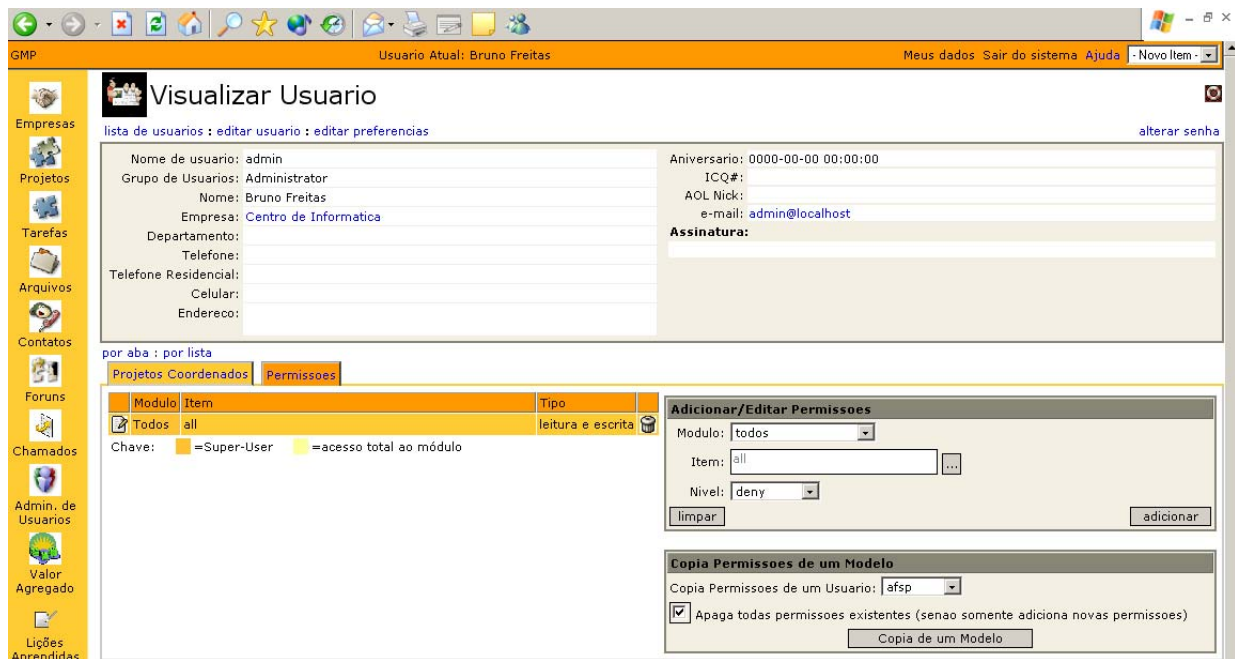 GMP
Usuario Atual: Bruno Freitas
Meus dados Sair do sistema Ajuda - Novo Item -
Empresas
Projetos
Tarefas
Arquivos
Contatos
Foruns
Chamados
Admin. de
Usuarios
Valor
Agregado
Lições
Aprendidas
Visualizar Usuario
lista de usuarios : editar usuario : editar preferencias
alterar senha
Nome de usuario: admin
Grupo de Usuarios: Administrator
Nome: Bruno Freitas
Empresa: Centro de Informatica
Departamento:
Telefone:
Telefone Residencial:
Celular:
Endereco:
Aniversario: 0000-00-00 00:00:00
ICQ#:
AOL Nick:
e-mail: admin@localhost
Assinatura:
por aba : por lista
Projetos Coordenados Permissoes
Modulo Item Tipo
Todos all leitura e escrita
Chave: =Super-User =acesso total ao módulo
Adicionar/Editar Permissoes
Modulo: todos
Item: all ...
Nivel: deny
limpar adicionar
Copia Permissoes de um Modelo
Copia Permissoes de um Usuario: afsp
Apaga todas permissoes existentes (senao somente adiciona novas permissoes)
Copia de um Modelo